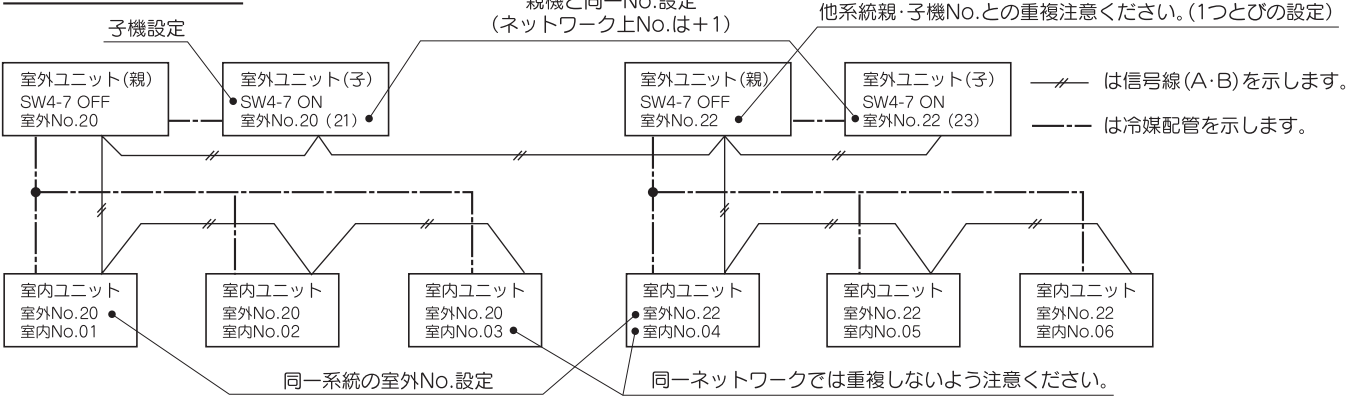 親機と同一No.設定
(ネットワーク上No.は+1)
他系統親・子機No.との重複注意ください。(1つとびの設定)
子機設定
室外ユニット(親)
SW4-7 OFF
室外No.20
室外ユニット(子)
SW4-7 ON
室外No.20 (21)
室外ユニット(親)
SW4-7 OFF
室外No.22
室外ユニット(子)
SW4-7 ON
室外No.22 (23)
は信号線(A・B)を示します。
は冷媒配管を示します。
室内ユニット
室外No.20
室内No.01
室内ユニット
室外No.20
室内No.02
室内ユニット
室外No.20
室内No.03
室内ユニット
室外No.22
室内No.04
室内ユニット
室外No.22
室内No.05
室内ユニット
室外No.22
室内No.06
同一系統の室外No.設定
同一ネットワークでは重複しないよう注意ください。